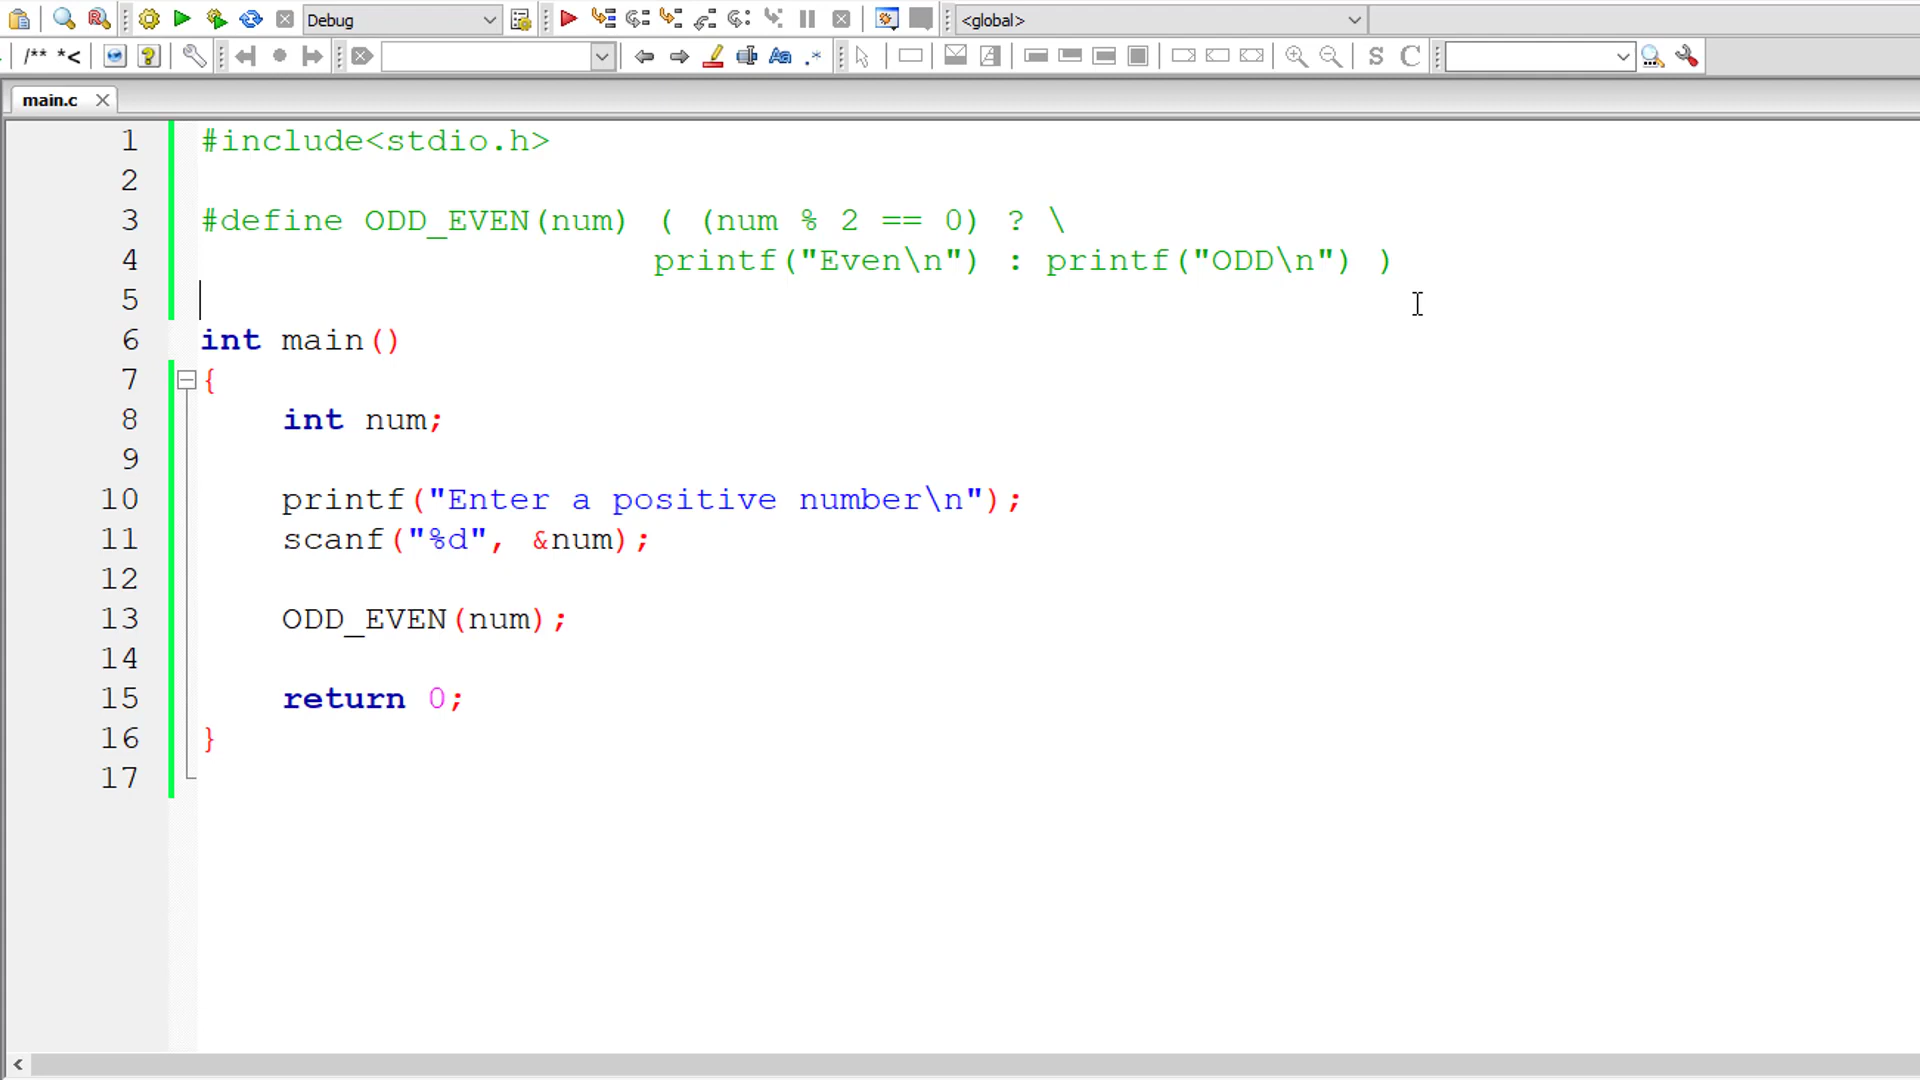 Debug
<global>
/** *<
Aa .*
S C
main.c
1 #include<stdio.h>
2
3 #define ODD_EVEN(num) ( (num % 2 == 0) ? \
4 printf("Even\n") : printf("ODD\n") )
5
6 int main()
7 {
8 int num;
9
10 printf("Enter a positive number\n");
11 scanf("%d", &num);
12
13 ODD_EVEN(num);
14
15 return 0;
16 }
17